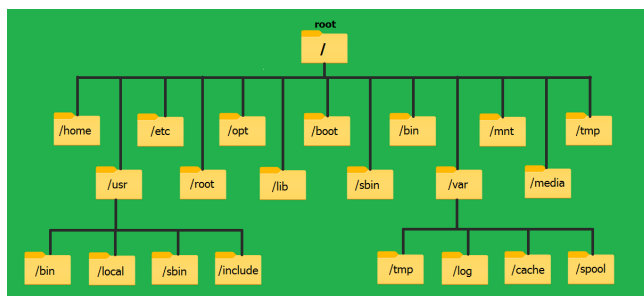 root
/
/home
/etc
/opt
/boot
/bin
/mnt
/tmp
/usr
/root
/lib
/sbin
/var
/media
/bin
/local
/sbin
/include
/tmp
/log
/cache
/spool